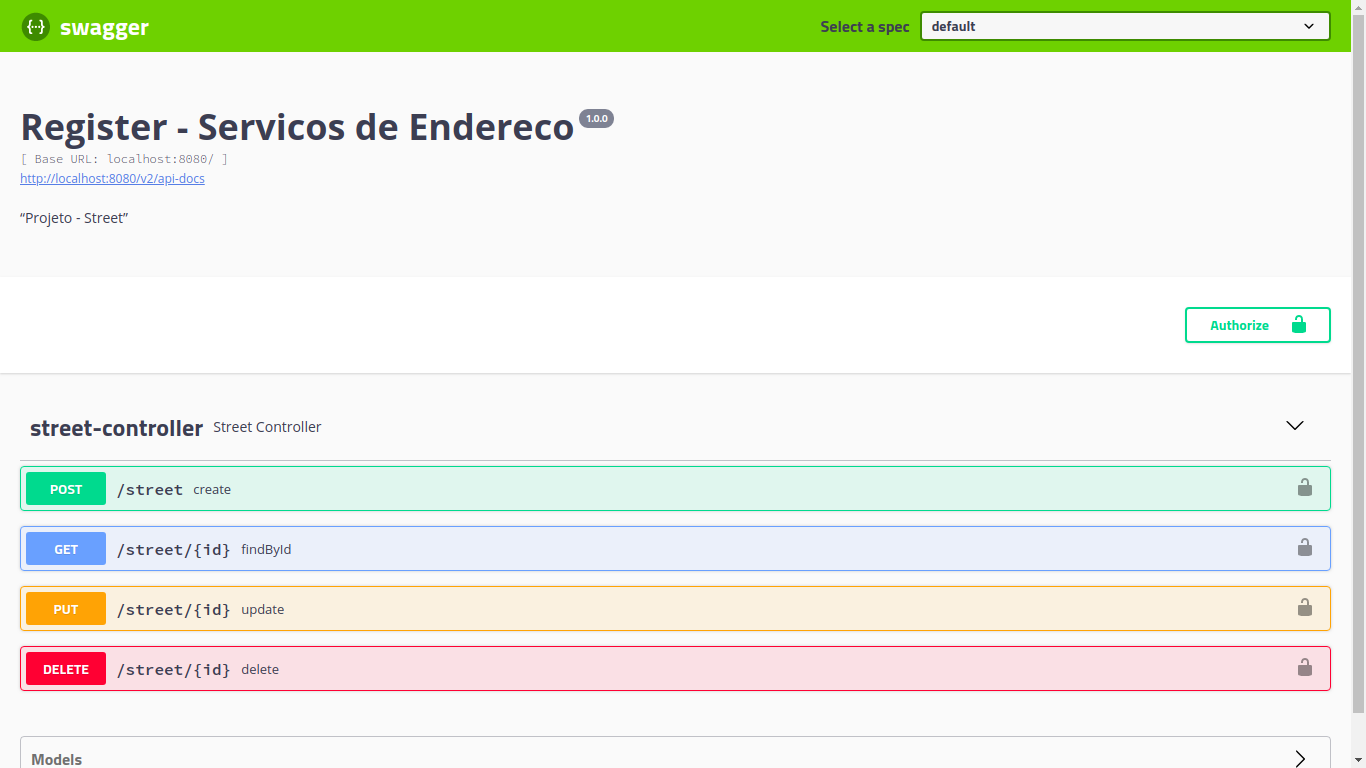 swagger
Select a spec default
Register - Servicos de Endereco 1.0.0
[ Base URL: localhost:8080/ ]
http://localhost:8080/v2/api-docs
“Projeto - Street”
Authorize
street-controller Street Controller
POST /street create
GET /street/{id} findById
PUT /street/{id} update
DELETE /street/{id} delete
Models